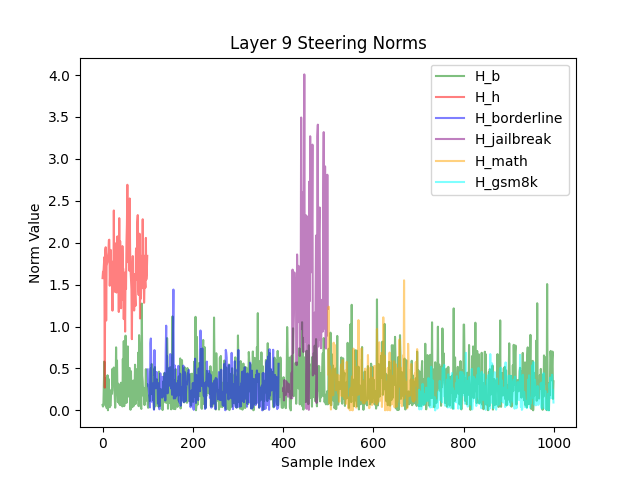 Layer 9 Steering Norms
4.0
3.5
3.0
2.5
2.0
1.5
1.0
0.5
0.0
Norm Value
H_b
H_h
H_borderline
H_jailbreak
H_math
H_gsm8k
0 200 400 600 800 1000
Sample Index